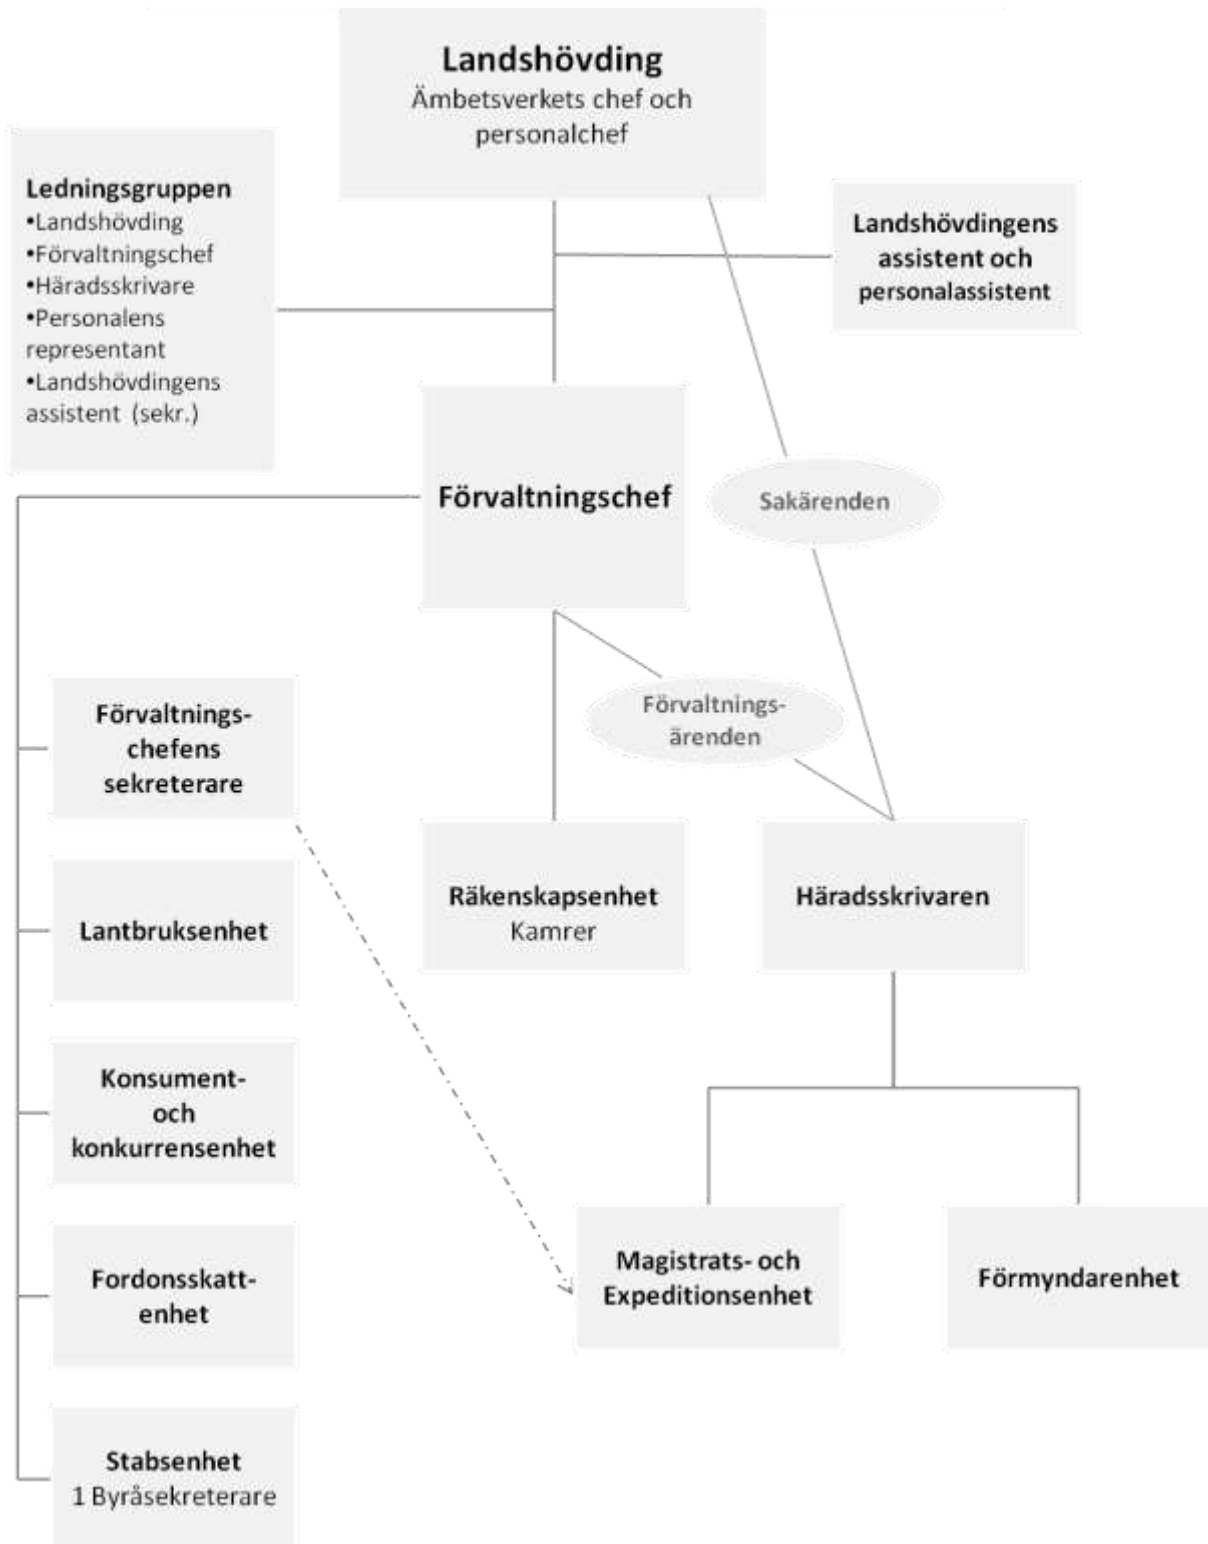 Landshövding
Ämbetsverkets chef och
personalchef
Ledningsgruppen
•Landshövding
•Förvaltningschef
•Häradsskrivare
•Personalens
representant
•Landshövdingens
assistent (sekr.)
Landshövdingens
assistent och
personalassistent
Förvaltningschef
Sakärenden
Förvaltnings-
ärenden
Förvaltnings-
chefens
sekreterare
Räkenskapsenhet
Kamrer
Häradsskrivaren
Lantbruksenhet
Konsument-
och
konkurrensenhet
Magistrats- och
Expeditionsenhet
Förmyndarenhet
Fordonsskatt-
enhet
Stabsenhet
1 Byråsekreterare